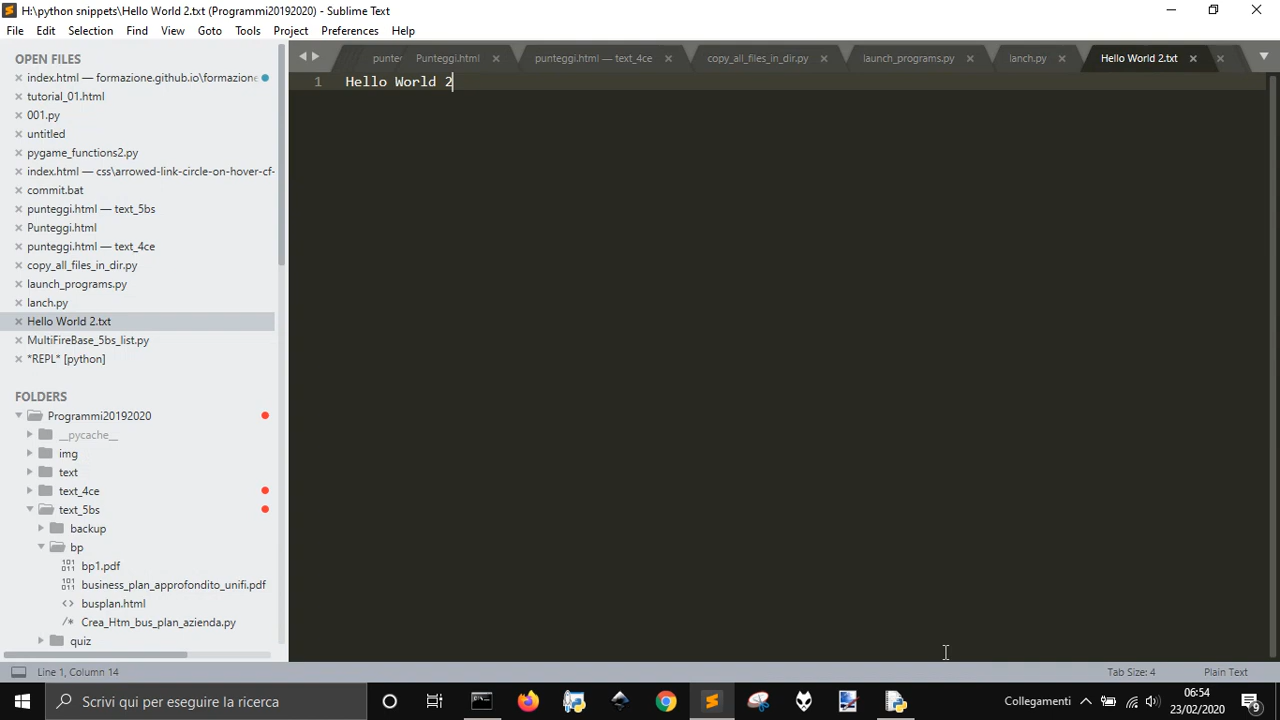 H:\python snippets\Hello World 2.txt (Programmi20192020) - Sublime Text
File Edit Selection Find View Goto Tools Project Preferences Help
OPEN FILES
index.html — formazione.github.io\formazione
tutorial_01.html
001.py
untitled
pygame_functions2.py
index.html — css\arrowed-link-circle-on-hover-cf-
commit.bat
punteggi.html — text_5bs
Punteggi.html
punteggi.html — text_4ce
copy_all_files_in_dir.py
launch_programs.py
lanch.py
Hello World 2.txt
MultiFireBase_5bs_list.py
*REPL* [python]
FOLDERS
Programmi20192020
__pycache__
img
text
text_4ce
text_5bs
backup
bp
bp1.pdf
business_plan_approfondito_unifi.pdf
busplan.html
Crea_Htm_bus_plan_azienda.py
quiz
punter Punteggi.html punteggi.html — text_4ce copy_all_files_in_dir.py launch_programs.py lanch.py Hello World 2.txt
1 Hello World 2
Line 1, Column 14 Tab Size: 4 Plain Text
Scrivi qui per eseguire la ricerca
Collegamenti
06:54
23/02/2020
9